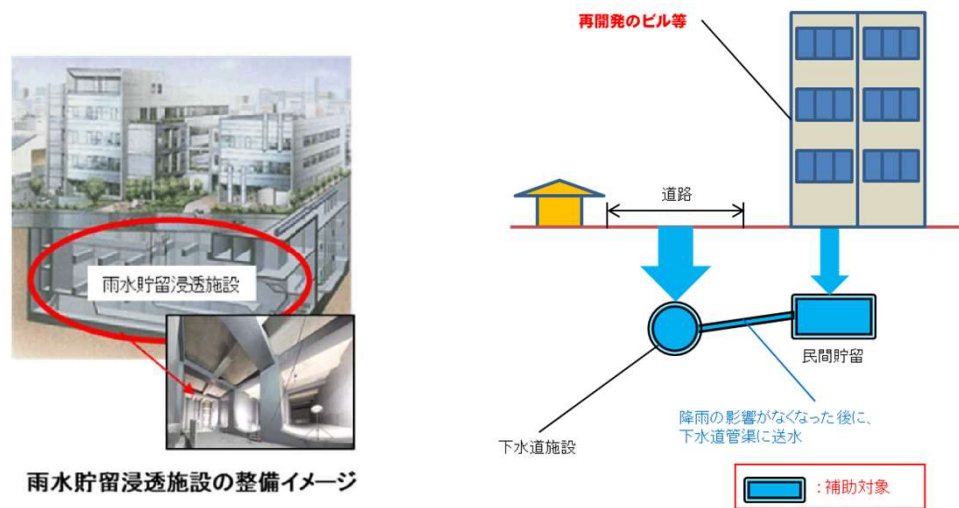 雨水貯留浸透施設
雨水貯留浸透施設の整備イメージ
再開発のビル等
道路
民間貯留
下水道施設
降雨の影響がなくなった後に、
下水道管渠に送水
:補助対象